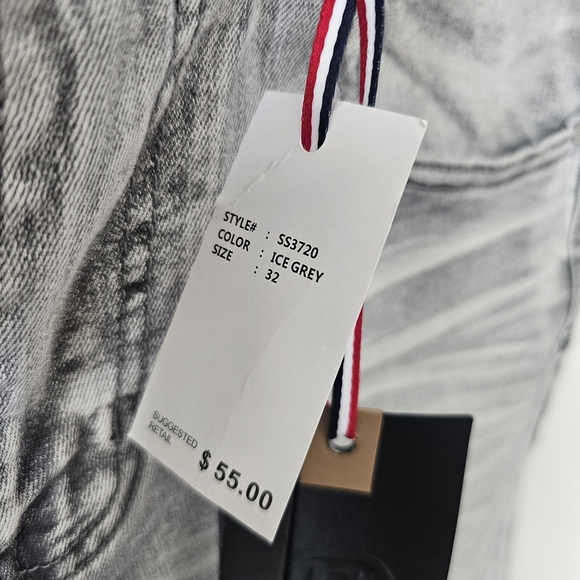 STYLE# : SS3720
COLOR : ICE GREY
SIZE : 32
SUGGESTED
RETAIL
$ 55.00